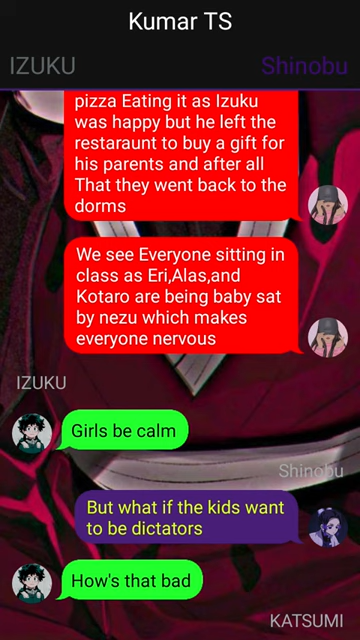 Kumar TS
IZUKU
Shinobu
pizza Eating it as Izuku
was happy but he left the
restaraunt to buy a gift for
his parents and after all
That they went back to the
dorms
We see Everyone sitting in
class as Eri,Alas,and
Kotaro are being baby sat
by nezu which makes
everyone nervous
IZUKU
Girls be calm
Shinobu
But what if the kids want
to be dictators
How's that bad
KATSUMI